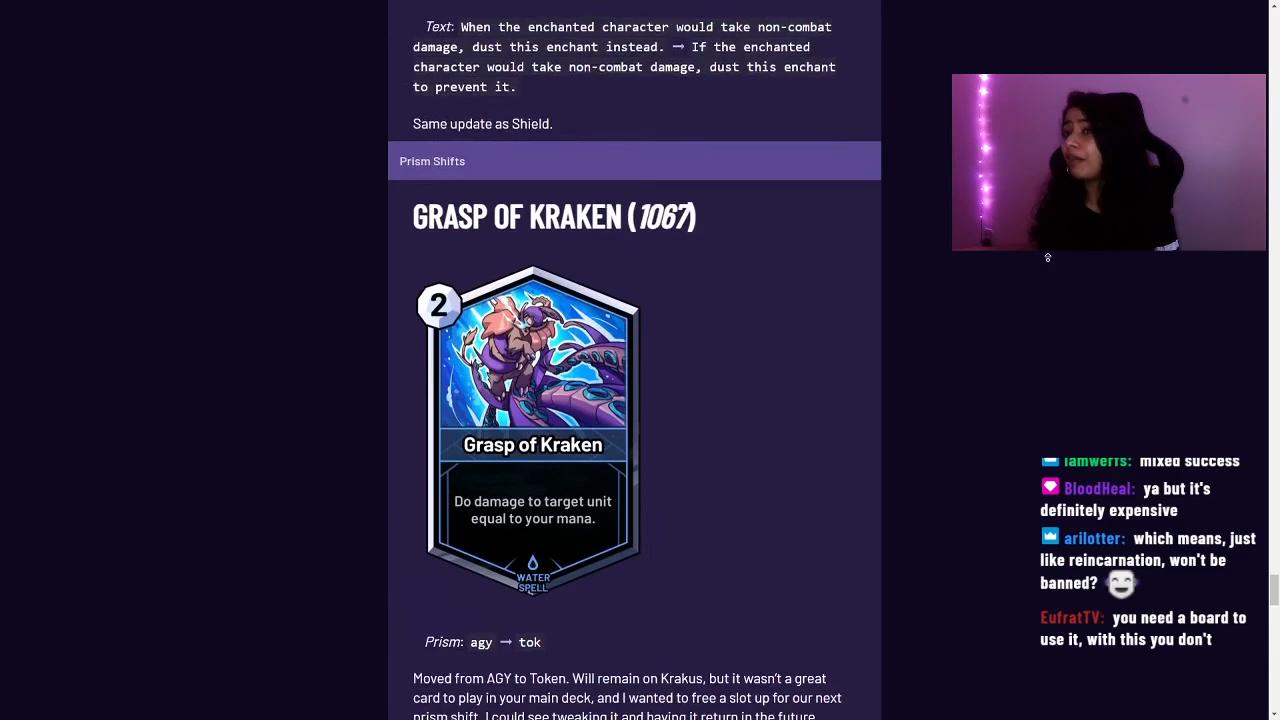 Text: When the enchanted character would take non-combat
damage, dust this enchant instead. → If the enchanted
character would take non-combat damage, dust this enchant
to prevent it.
Same update as Shield.
Prism Shifts
GRASP OF KRAKEN (1067)
2
Grasp of Kraken
Do damage to target unit
equal to your mana.
WATER
SPELL
Prism: agy → tok
Moved from AGY to Token. Will remain on Krakus, but it wasn't a great
card to play in your main deck, and I wanted to free a slot up for our next
prism shift. I could see tweaking it and having it return in the future
iamwerfs: mixed success
BloodHeal: ya but it's
definitely expensive
arilotter: which means, just
like reincarnation, won't be
banned?
EufratTV: you need a board to
use it, with this you don't